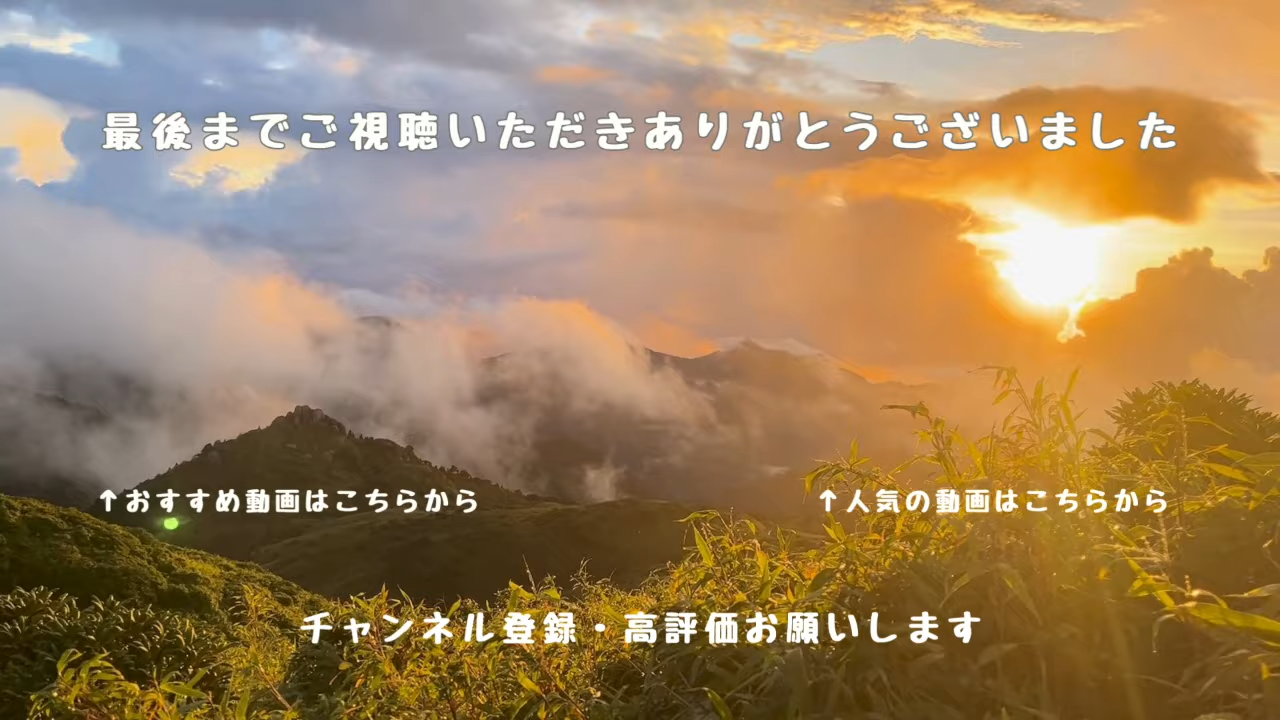 最後までご視聴いただきありがとうございました
↑おすすめ動画はこちらから
↑人気の動画はこちらから
チャンネル登録・高評価お願いします